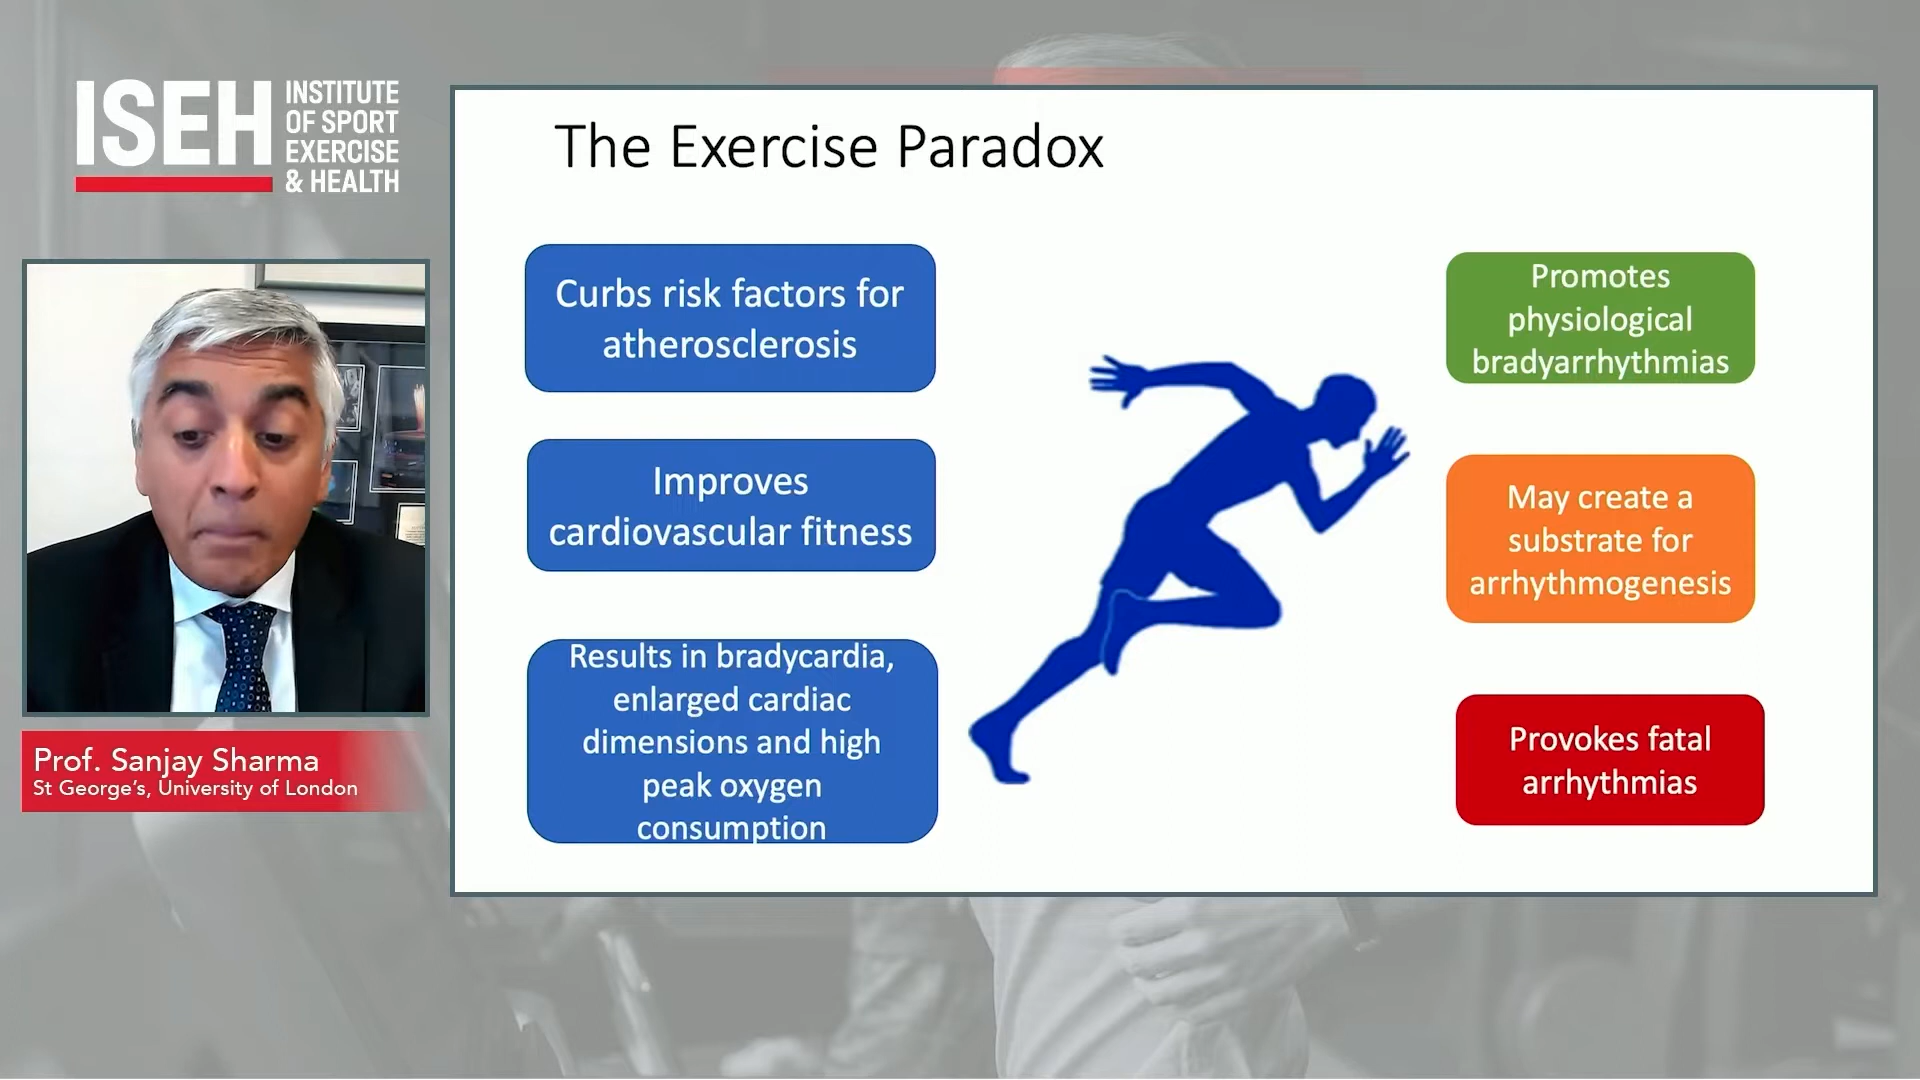 ISEH
INSTITUTE
OF SPORT
EXERCISE
& HEALTH
The Exercise Paradox
Curbs risk factors for
atherosclerosis
Improves
cardiovascular fitness
Results in bradycardia,
enlarged cardiac
dimensions and high
peak oxygen
consumption
Promotes
physiological
bradyarrhythmias
May create a
substrate for
arrhythmogenesis
Provokes fatal
arrhythmias
Prof. Sanjay Sharma
St George's, University of London